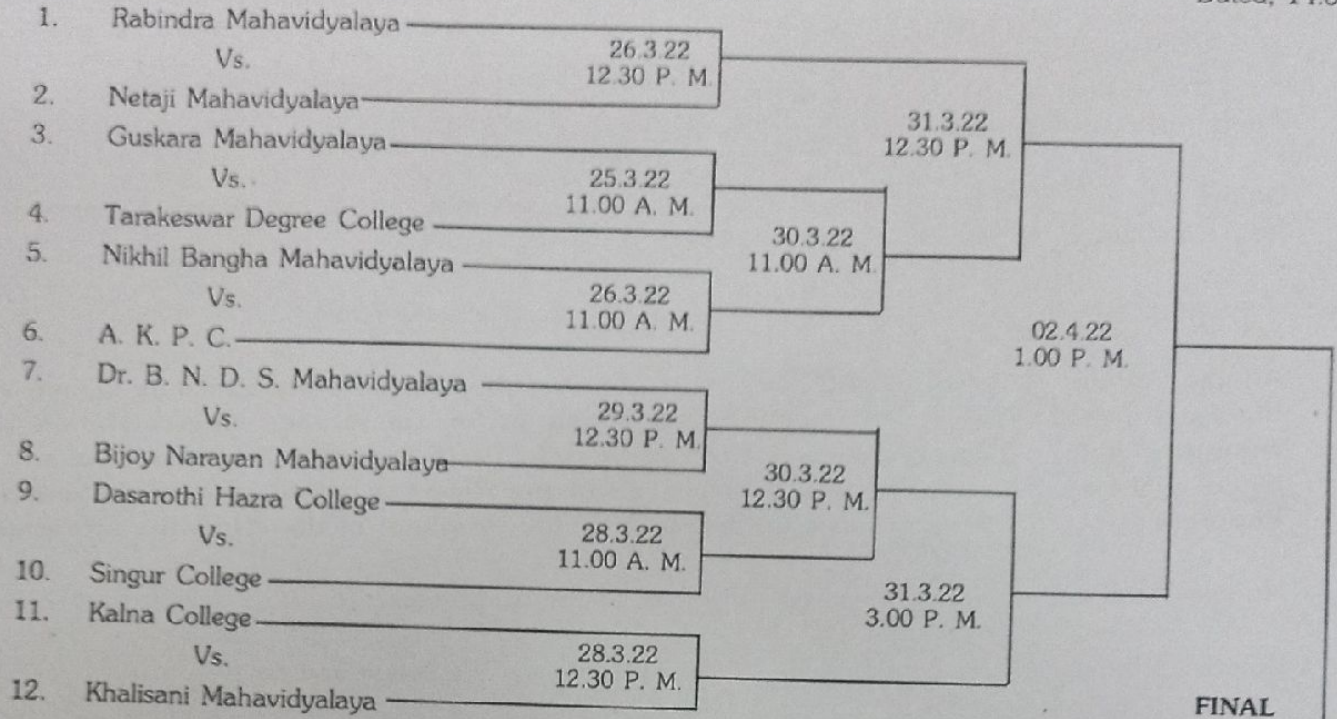 1. Rabindra Mahavidyalaya
Vs.
26.3.22
12.30 P. M.
2. Netaji Mahavidyalaya
3. Guskara Mahavidyalaya
Vs.
25.3.22
11.00 A. M.
4. Tarakeswar Degree College
5. Nikhil Bangha Mahavidyalaya
Vs.
26.3.22
11.00 A. M.
6. A. K. P. C.
7. Dr. B. N. D. S. Mahavidyalaya
Vs.
29.3.22
12.30 P. M.
8. Bijoy Narayan Mahavidyalaya
9. Dasarothi Hazra College
Vs.
28.3.22
11.00 A. M.
10. Singur College
11. Kalna College
Vs.
28.3.22
12.30 P. M.
12. Khalisani Mahavidyalaya
30.3.22
11.00 A. M.
30.3.22
12.30 P. M.
31.3.22
12.30 P. M.
31.3.22
3.00 P. M.
02.4.22
1.00 P. M.
FINAL